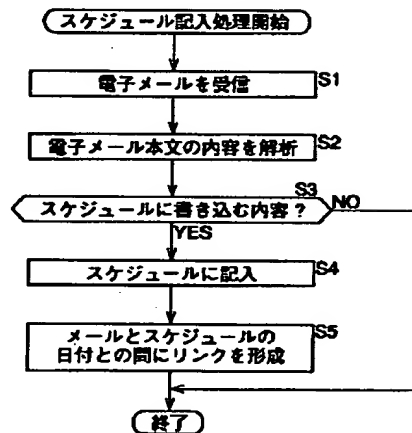 スケジュール記入処理開始
電子メールを受信
S1
電子メール本文の内容を解析
S2
スケジュールに書き込む内容？
S3
NO
YES
スケジュールに記入
S4
メールとスケジュールの
日付との間にリンクを形成
S5
終了